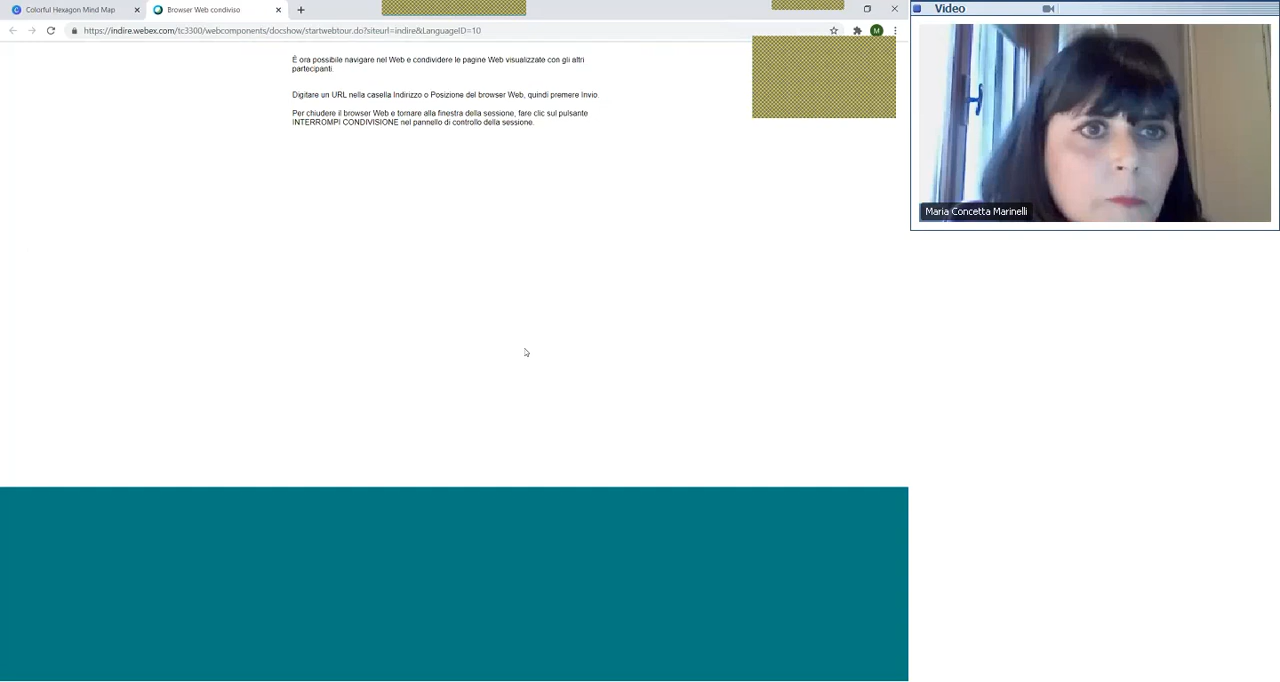 Colorful Hexagon Mind Map
Browser Web condiviso
https://indire.webex.com/tc3300/webcomponents/docshow/startwebtour.do?siteurl=indire&LanguageID=10
M
È ora possibile navigare nel Web e condividere le pagine Web visualizzate con gli altri
partecipanti.
Digitare un URL nella casella Indirizzo o Posizione del browser Web, quindi premere Invio.
Per chiudere il browser Web e tornare alla finestra della sessione, fare clic sul pulsante
INTERROMPI CONDIVISIONE nel pannello di controllo della sessione.
Video
Maria Concetta Marinelli